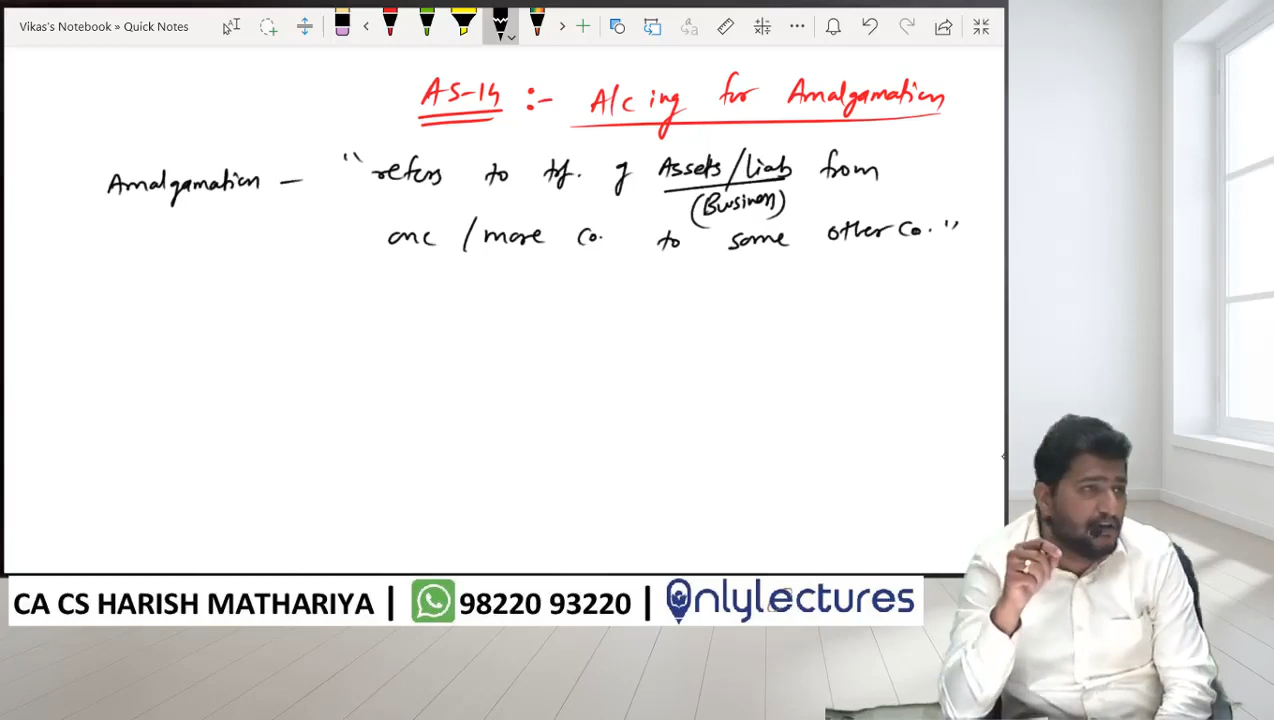 Vikas's Notebook » Quick Notes
AS-14 :- A/c ing for Amalgamation
Amalgamation — "refers to tf. of Assets/Liab from
(Business)
one /more co. to some other co."
CA CS HARISH MATHARIYA | 98220 93220 | Onlylectures